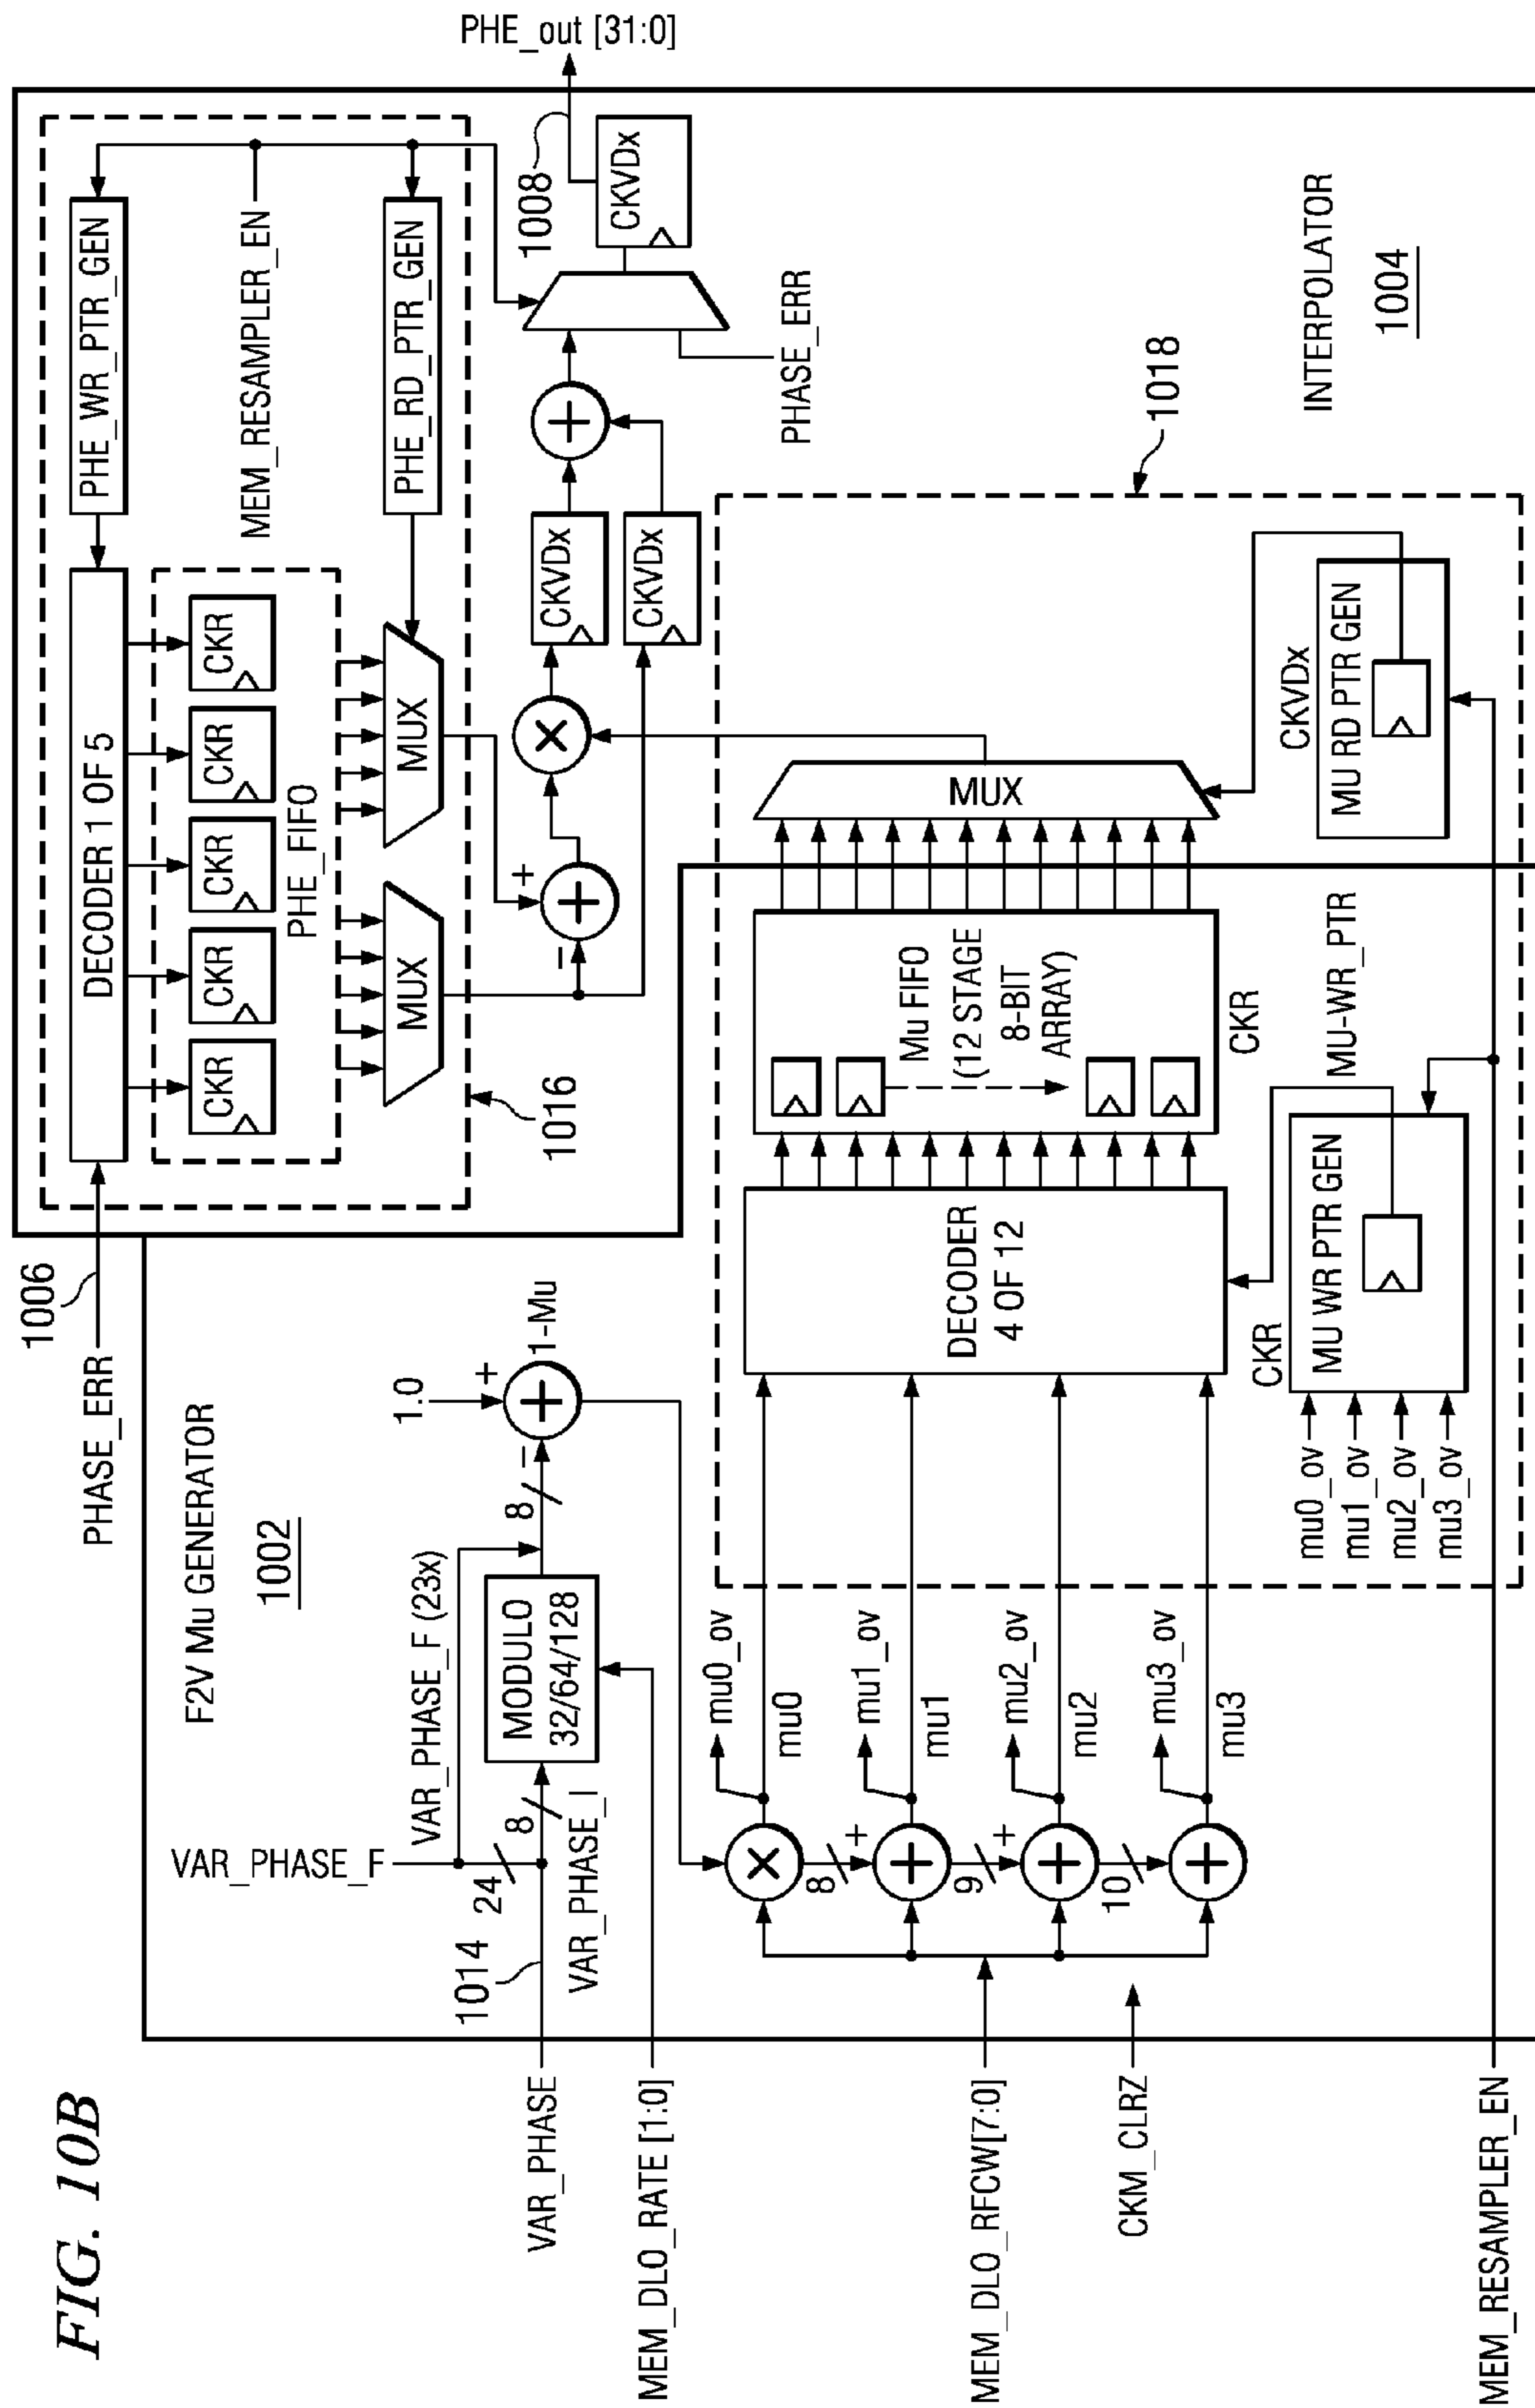 FIG. 10B
PHASE_ERR
1006
DECODER 1 OF 5
PHE_WR_PTR_GEN
CKR
CKR
CKR
CKR
CKR
PHE_FIFO
MEM_RESAMPLER_EN
MUX
MUX
PHE_RD_PTR_GEN
1016
+
−
+
×
CKVDx
CKVDx
+
PHASE_ERR
1008
CKVDx
PHE_out [31:0]
F2V Mu GENERATOR
1002
VAR_PHASE_F
VAR_PHASE_F (23x)
24
8
1014
VAR_PHASE_I
VAR_PHASE
MODULO
32/64/128
8
−
1.0
+
+
1-Mu
MEM_DLO_RATE [1:0]
×
mu0_ov
mu0
8
+
+
mu1_ov
mu1
9
+
+
mu2_ov
mu2
10
+
mu3_ov
mu3
MEM_DLO_RFCW[7:0]
CKM_CLRZ
DECODER
4 OF 12
Mu FIFO
(12 STAGE
8-BIT
ARRAY)
CKR
MUX
1018
INTERPOLATOR
1004
mu0_ov
mu1_ov
mu2_ov
mu3_ov
CKR
MU WR PTR GEN
MU-WR_PTR
CKVDx
MU RD PTR GEN
MEM_RESAMPLER_EN